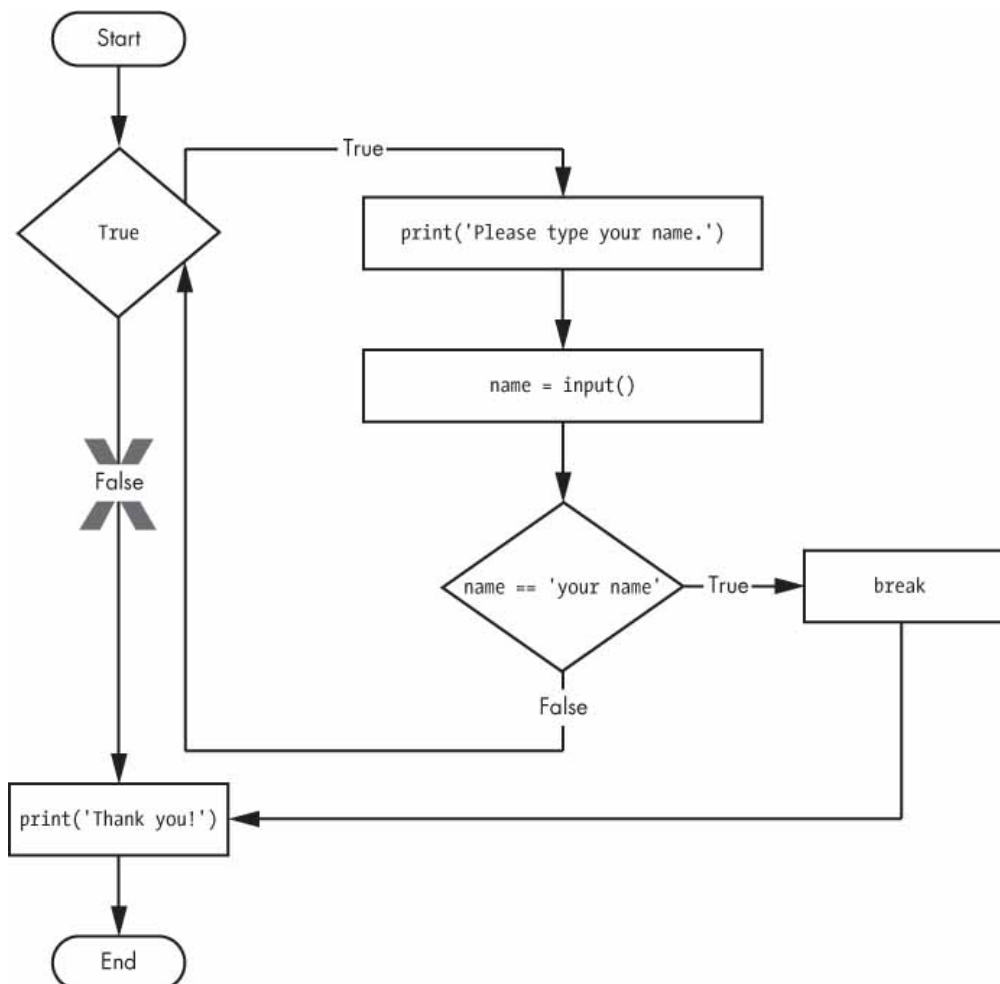 Start
True
True
print('Please type your name.')
name = input()
False
name == 'your name'
True
break
False
print('Thank you!')
End